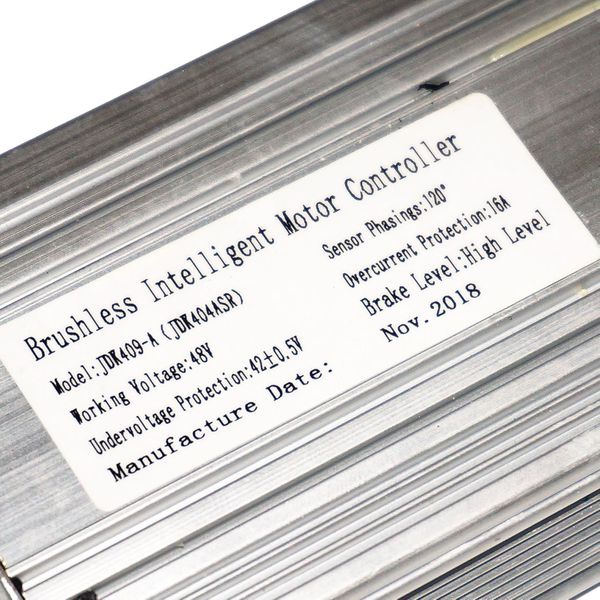 Brushless Intelligent Motor Controller
Model:JDK409-A(JDK404ASR) Sensor Phasings:120°
Working Voltage:48V Overcurrent Protection:16A
Undervoltage Protection:42±0.5V Brake Level:High Level
Manufacture Date: Nov.2018